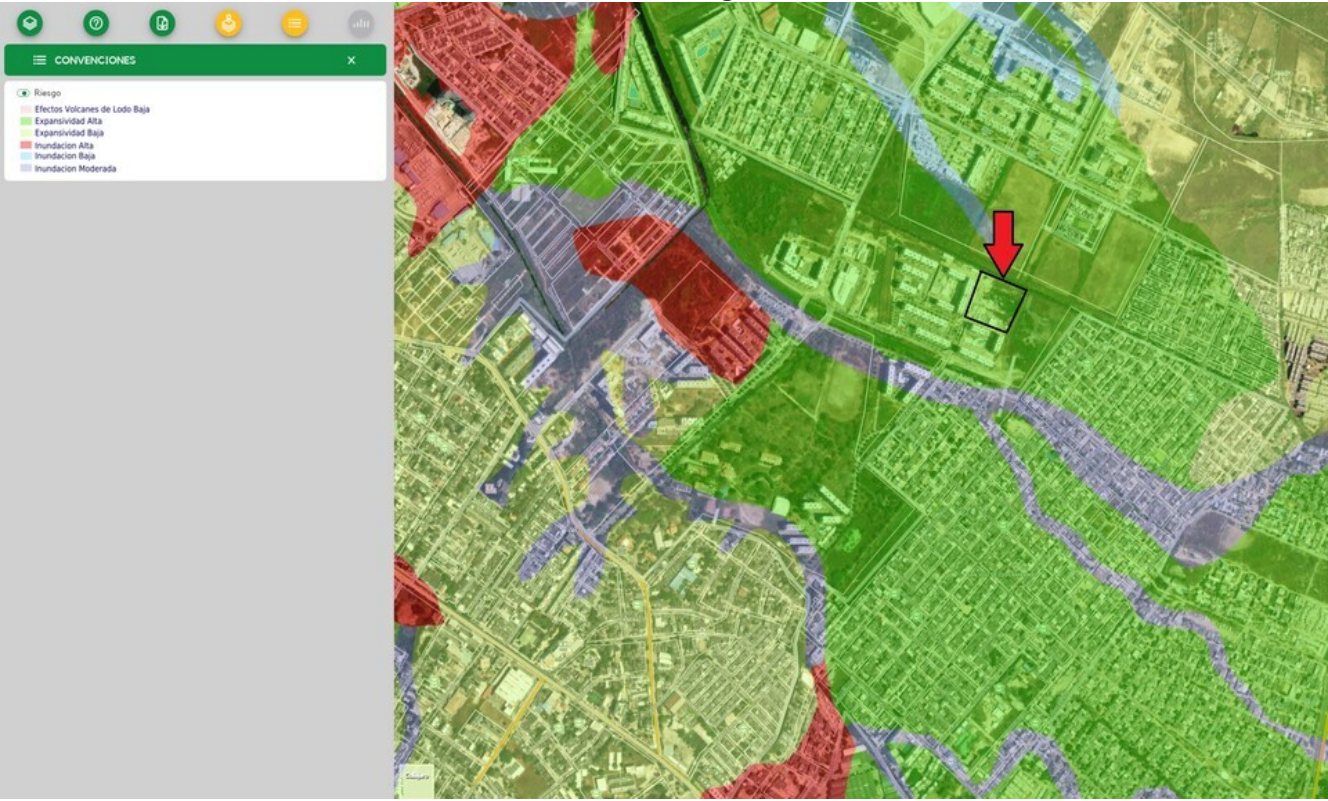 CONVENCIONES X
Riesgo
Efectos Volcanes de Lodo Baja
Expansividad Alta
Expansividad Baja
Inundacion Alta
Inundacion Baja
Inundacion Moderada